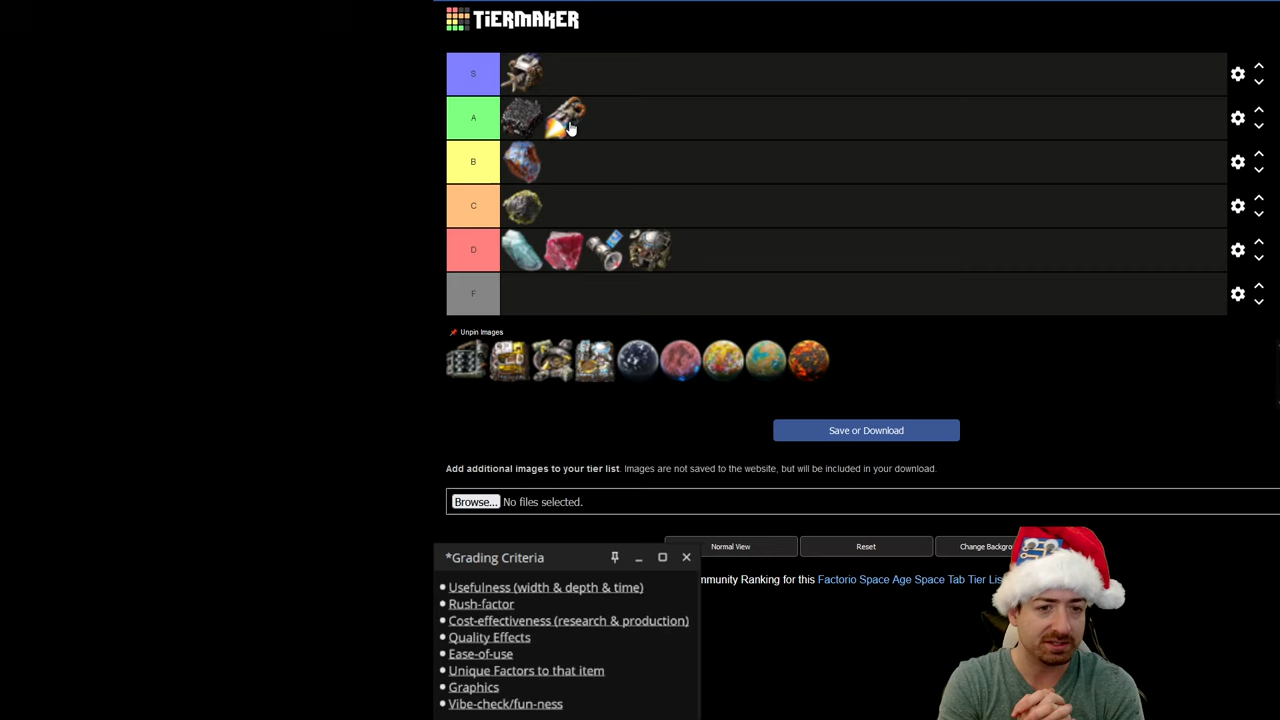 TiERMAKER
S
A
B
C
D
F
Unpin Images
Save or Download
Add additional images to your tier list. Images are not saved to the website, but will be included in your download.
Browse... No files selected.
Normal View Reset Change Backgro
*Grading Criteria
mmunity Ranking for this Factorio Space Age Space Tab Tier Lis
Usefulness (width & depth & time)
Rush-factor
Cost-effectiveness (research & production)
Quality Effects
Ease-of-use
Unique Factors to that item
Graphics
Vibe-check/fun-ness